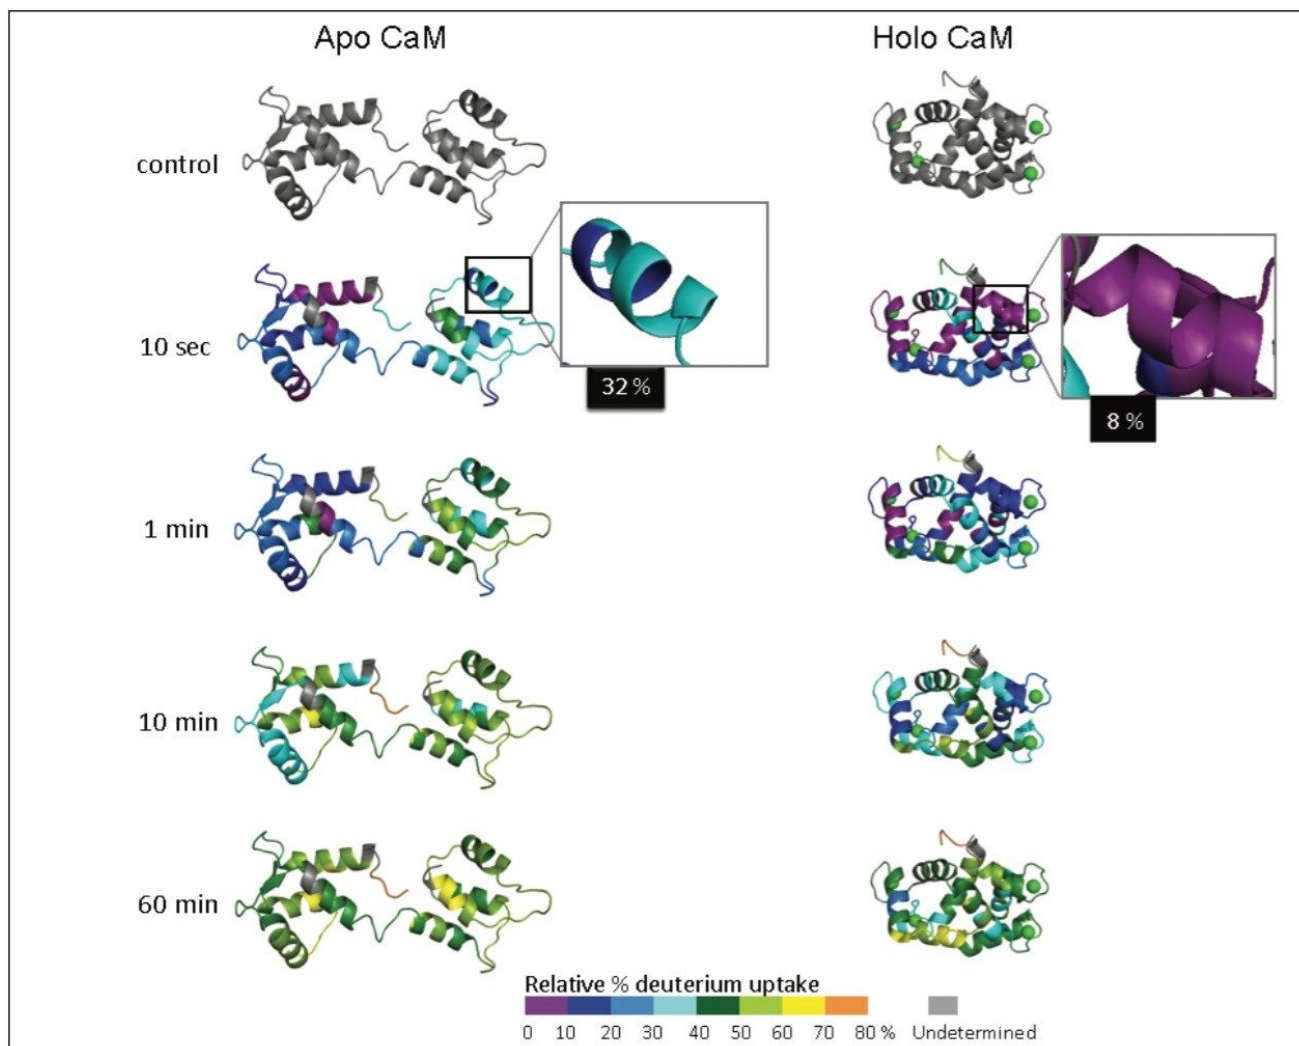 Apo CaM
Holo CaM
control
10 sec
32 %
8 %
1 min
10 min
60 min
Relative % deuterium uptake
0 10 20 30 40 50 60 70 80 % Undetermined